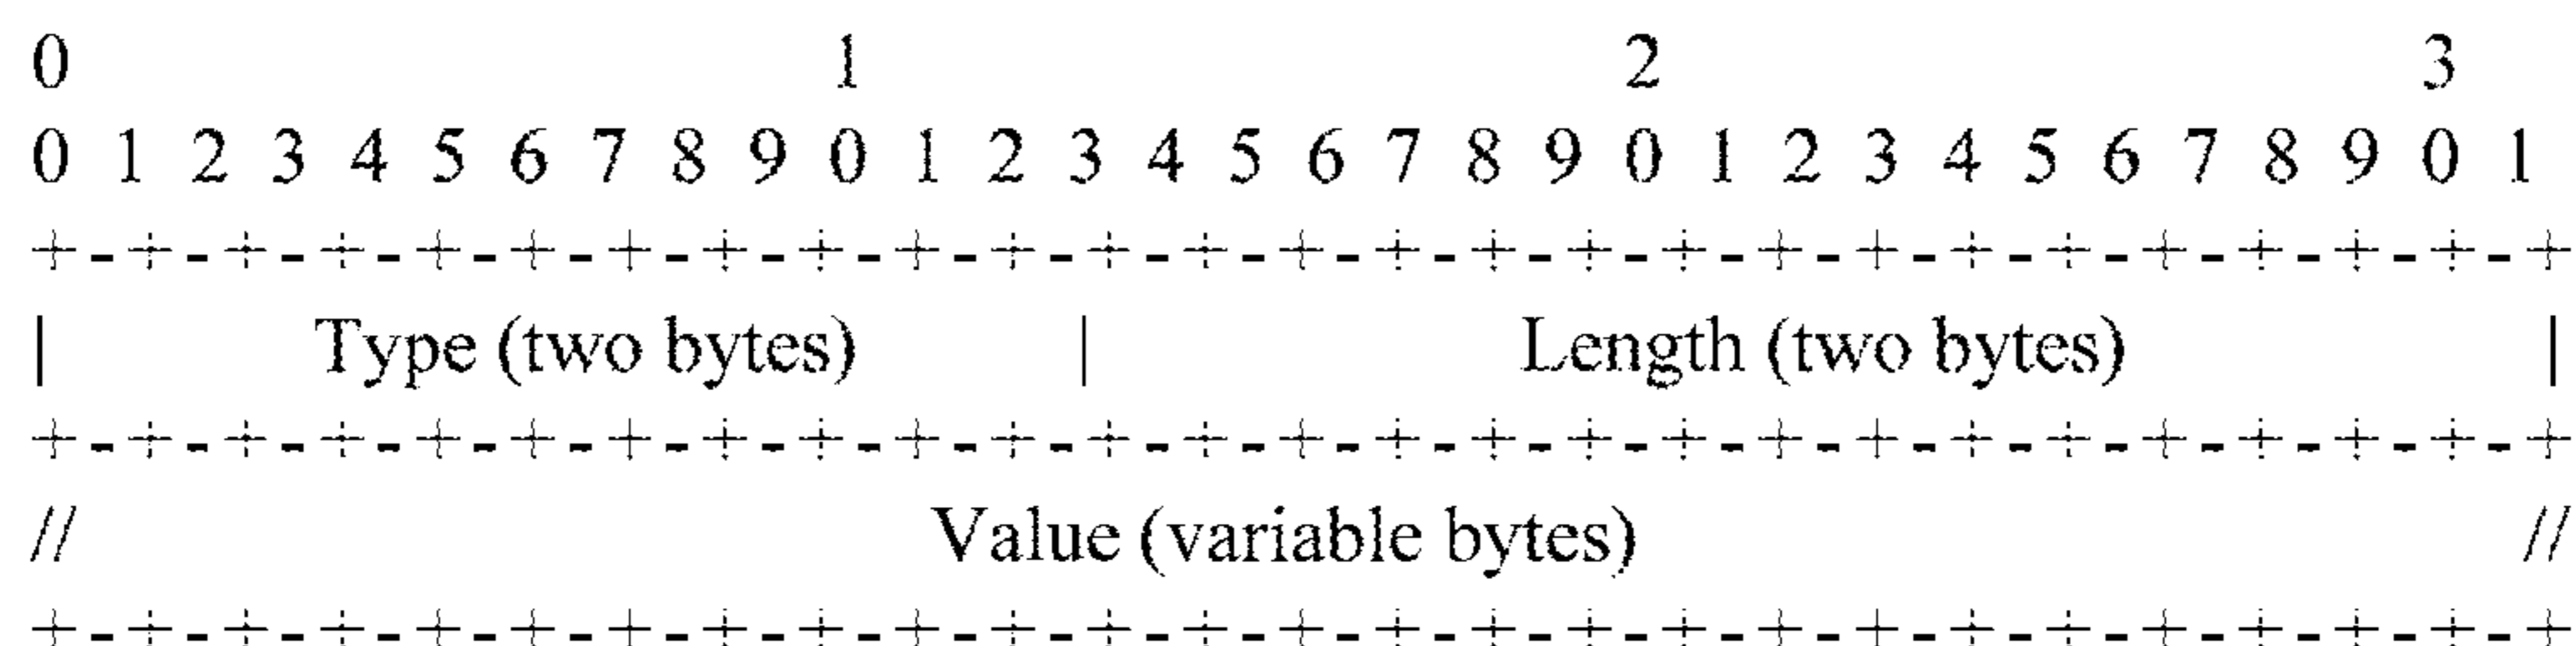 0 1 2 3
0 1 2 3 4 5 6 7 8 9 0 1 2 3 4 5 6 7 8 9 0 1 2 3 4 5 6 7 8 9 0 1
+-+-+-+-+-+-+-+-+-+-+-+-+-+-+-+-+-+-+-+-+-+-+-+-+-+-+
| Type (two bytes) | Length (two bytes) |
+-+-+-+-+-+-+-+-+-+-+-+-+-+-+-+-+-+-+-+-+-+-+-+-+-+-+
// Value (variable bytes) //
+-+-+-+-+-+-+-+-+-+-+-+-+-+-+-+-+-+-+-+-+-+-+-+-+-+-+